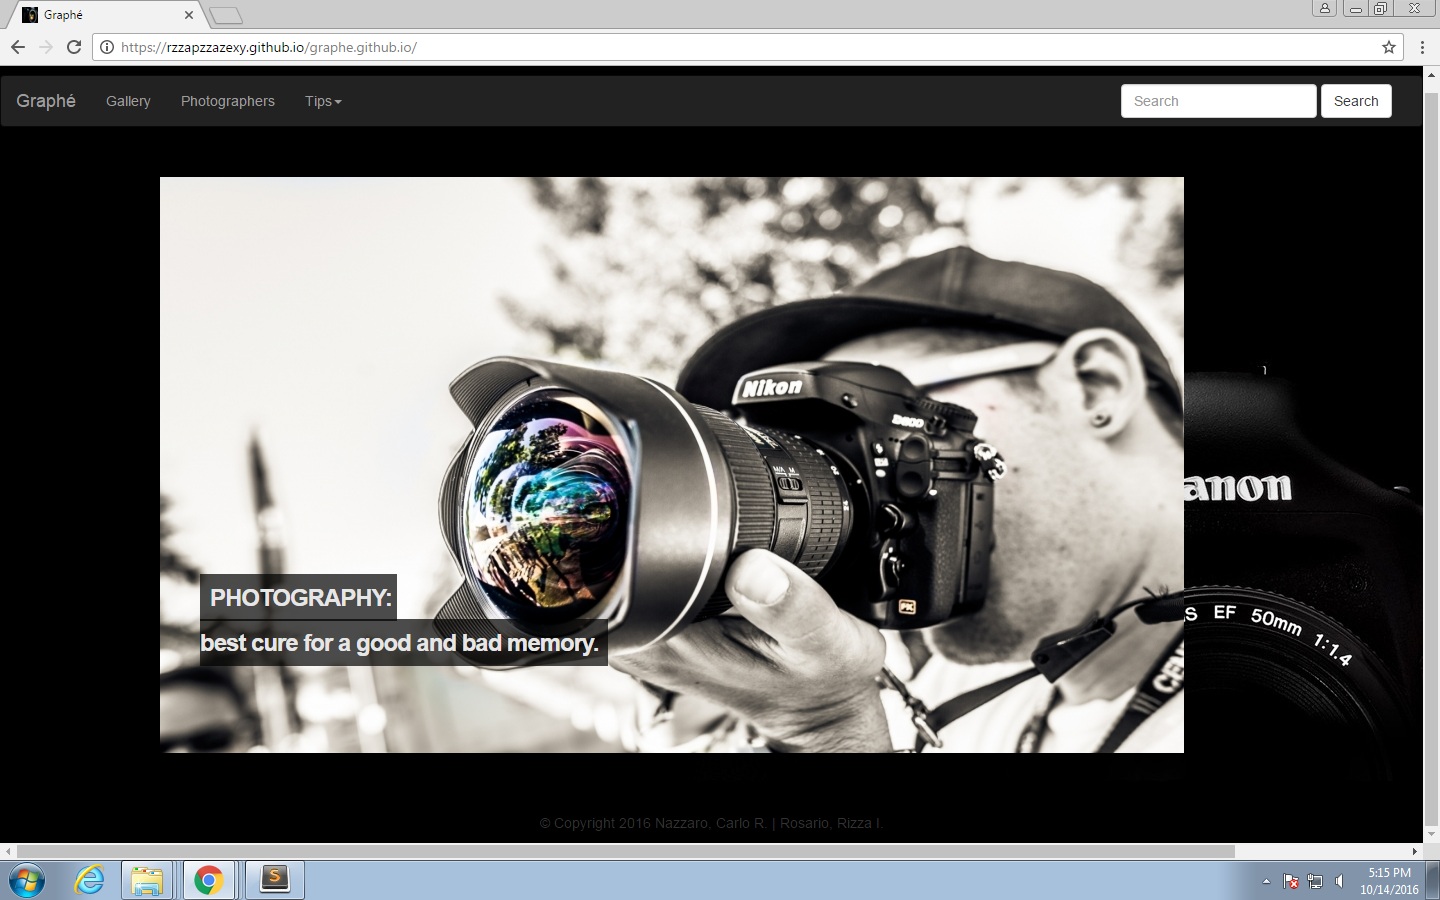 Graphé
https://rzzapzzazexy.github.io/graphe.github.io/
Graphé Gallery Photographers Tips Search Search
Nikon
D800
M/A M
anon
PHOTOGRAPHY:
best cure for a good and bad memory.
S EF 50mm 1:1.4
© Copyright 2016 Nazzaro, Carlo R. | Rosario, Rizza I.
5:15 PM
10/14/2016